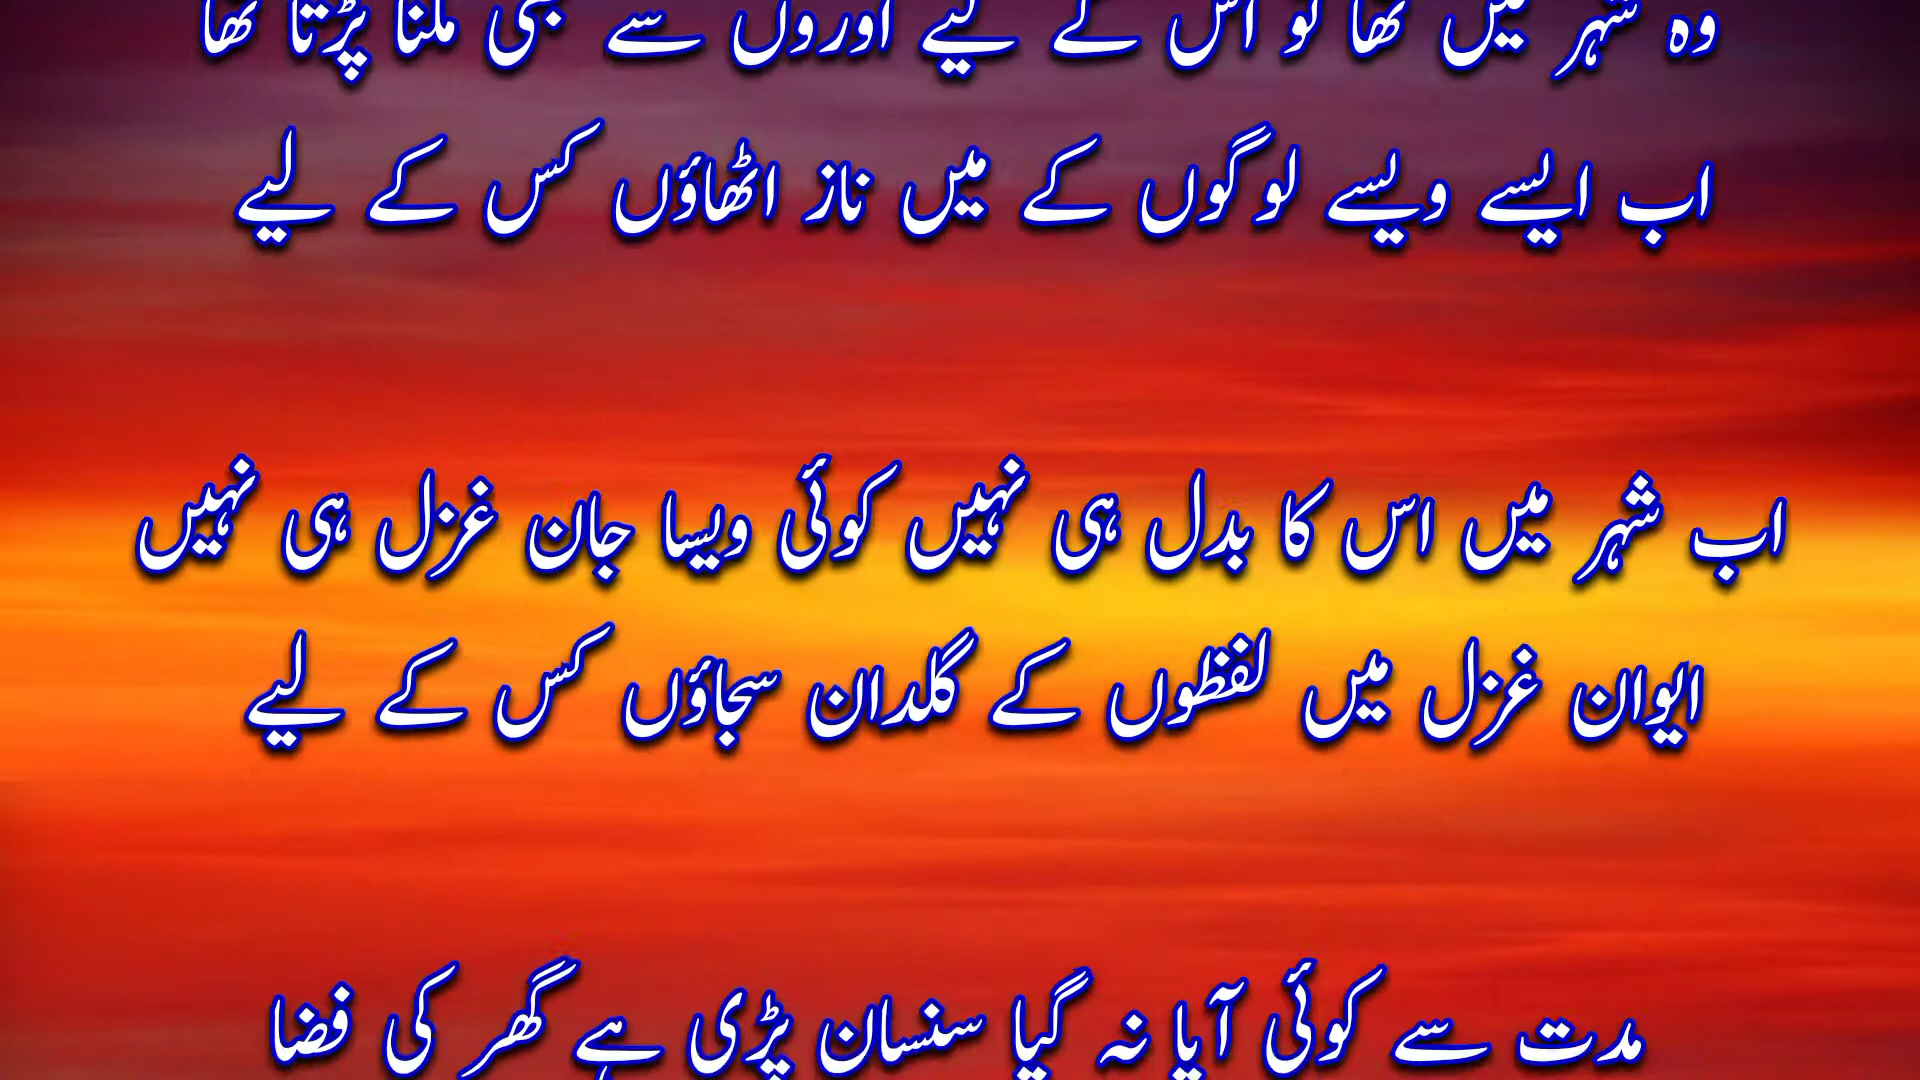 وہ شہر میں تھا تو اس کے لیے اوروں سے بھی ملنا پڑتا تھا
اب ایسے ویسے لوگوں کے میں ناز اٹھاؤں کس کے لیے
اب شہر میں اس کا بدل ہی نہیں کوئی ویسا جان غزل ہی نہیں
ایوان غزل میں لفظوں کے گلدان سجاؤں کس کے لیے
مدت سے کوئی آیا نہ گیا سنسان پڑی ہے گھر کی فضا